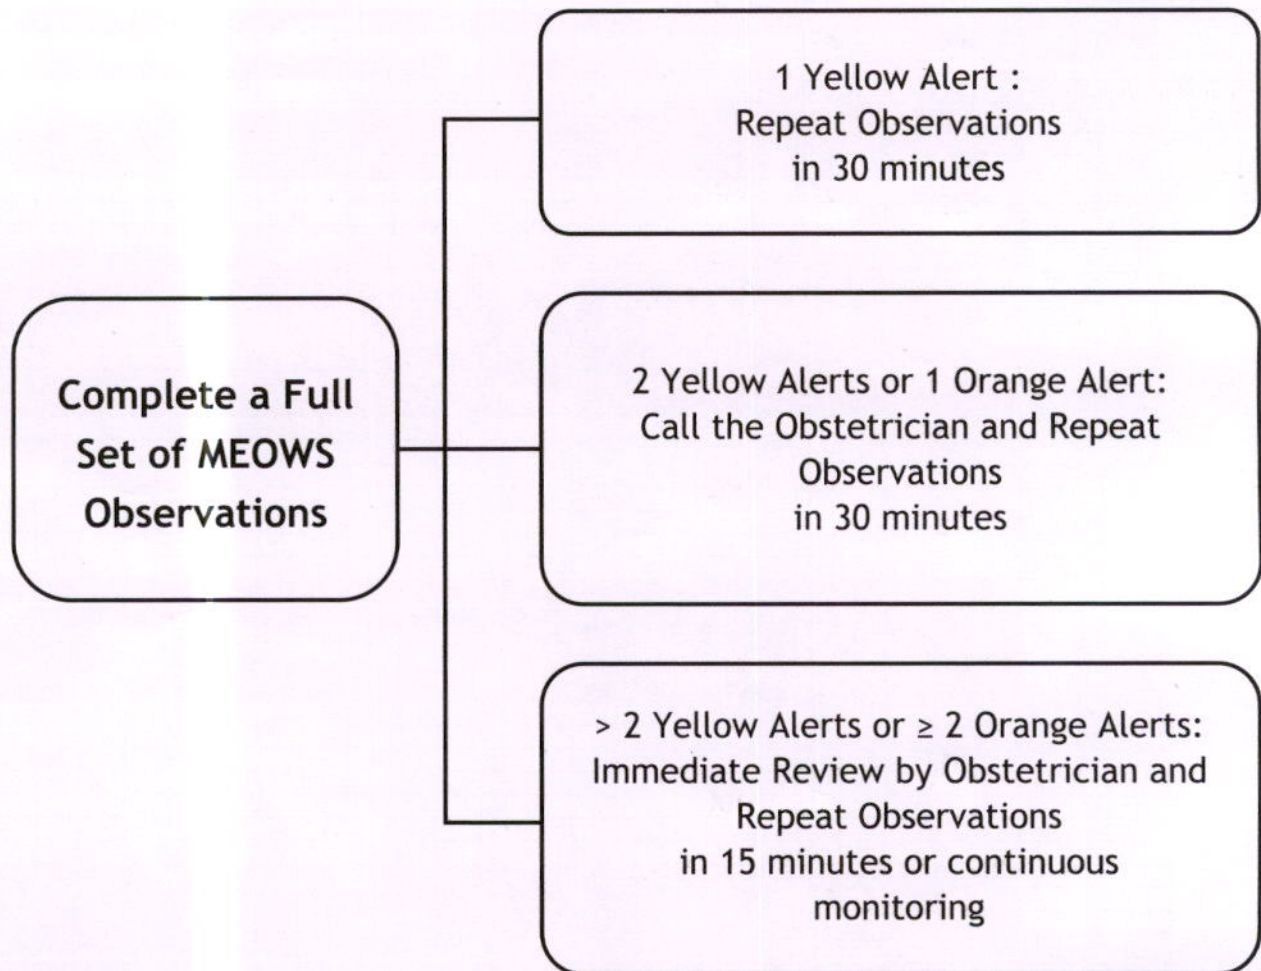 Complete a Full
Set of MEOWS
Observations
1 Yellow Alert :
Repeat Observations
in 30 minutes
2 Yellow Alerts or 1 Orange Alert:
Call the Obstetrician and Repeat
Observations
in 30 minutes
> 2 Yellow Alerts or ≥ 2 Orange Alerts:
Immediate Review by Obstetrician and
Repeat Observations
in 15 minutes or continuous
monitoring